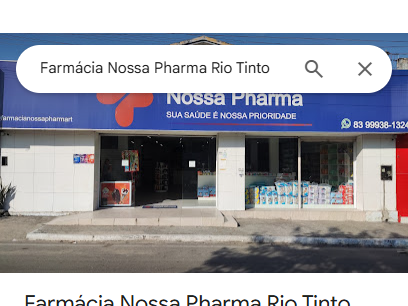 Farmácia Nossa Pharma Rio Tinto
Nossa Pharma
SUA SAÚDE É NOSSA PRIORIDADE
farmacianossapharmart
83 99938-1324
Farmácia Nossa Pharma Rio Tinto